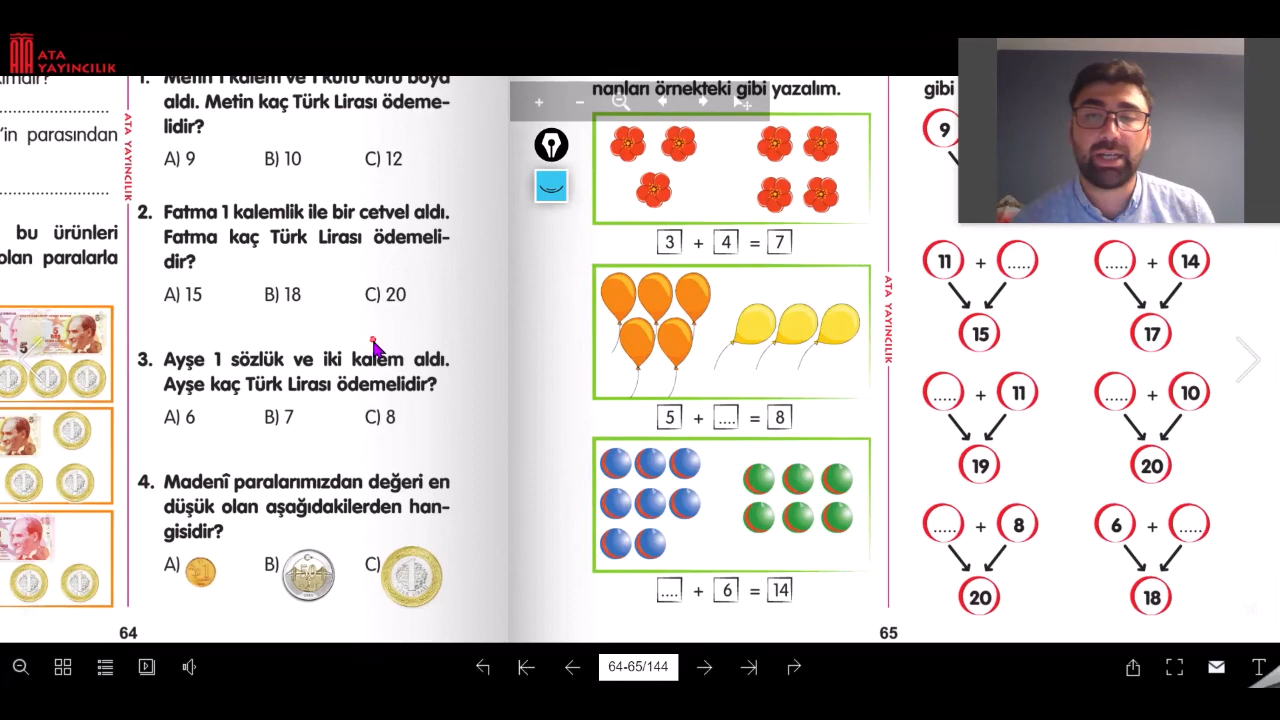 ATA
YAYINCILIK
'in parasından
bu ürünleri
olan paralarla
64
ATA YAYINCILIK
1. Metin 1 kalem ve 1 kutu kuru boya
aldı. Metin kaç Türk Lirası ödeme-
lidir?
A) 9 B) 10 C) 12
2. Fatma 1 kalemlik ile bir cetvel aldı.
Fatma kaç Türk Lirası ödemeli-
dir?
A) 15 B) 18 C) 20
3. Ayşe 1 sözlük ve iki kalem aldı.
Ayşe kaç Türk Lirası ödemelidir?
A) 6 B) 7 C) 8
4. Madenî paralarımızdan değeri en
düşük olan aşağıdakilerden han-
gisidir?
A) B) C)
nanları örnekteki gibi yazalım.
3 + 4 = 7
5 + .... = 8
.... + 6 = 14
65
ATA YAYINCILIK
gibi
9
11 + ..... 15
..... + 14 17
..... + 11 19
..... + 10 20
..... + 8 20
6 + ..... 18
64-65/144